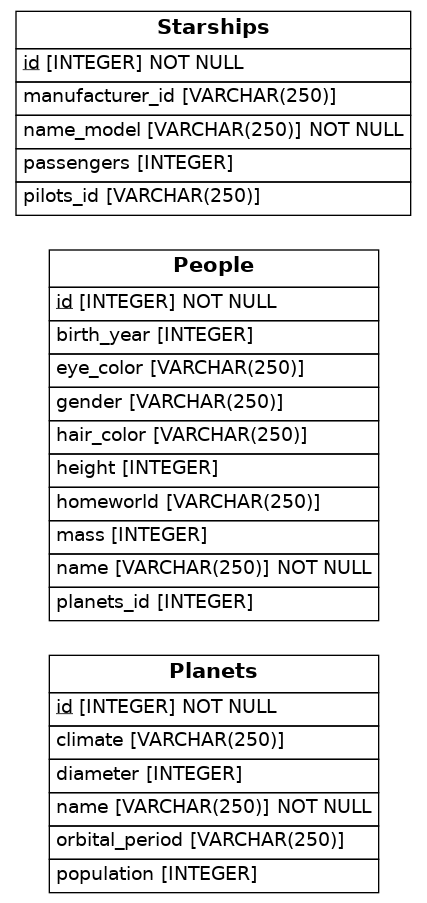 Starships
id [INTEGER] NOT NULL
manufacturer_id [VARCHAR(250)]
name_model [VARCHAR(250)] NOT NULL
passengers [INTEGER]
pilots_id [VARCHAR(250)]
People
id [INTEGER] NOT NULL
birth_year [INTEGER]
eye_color [VARCHAR(250)]
gender [VARCHAR(250)]
hair_color [VARCHAR(250)]
height [INTEGER]
homeworld [VARCHAR(250)]
mass [INTEGER]
name [VARCHAR(250)] NOT NULL
planets_id [INTEGER]
Planets
id [INTEGER] NOT NULL
climate [VARCHAR(250)]
diameter [INTEGER]
name [VARCHAR(250)] NOT NULL
orbital_period [VARCHAR(250)]
population [INTEGER]